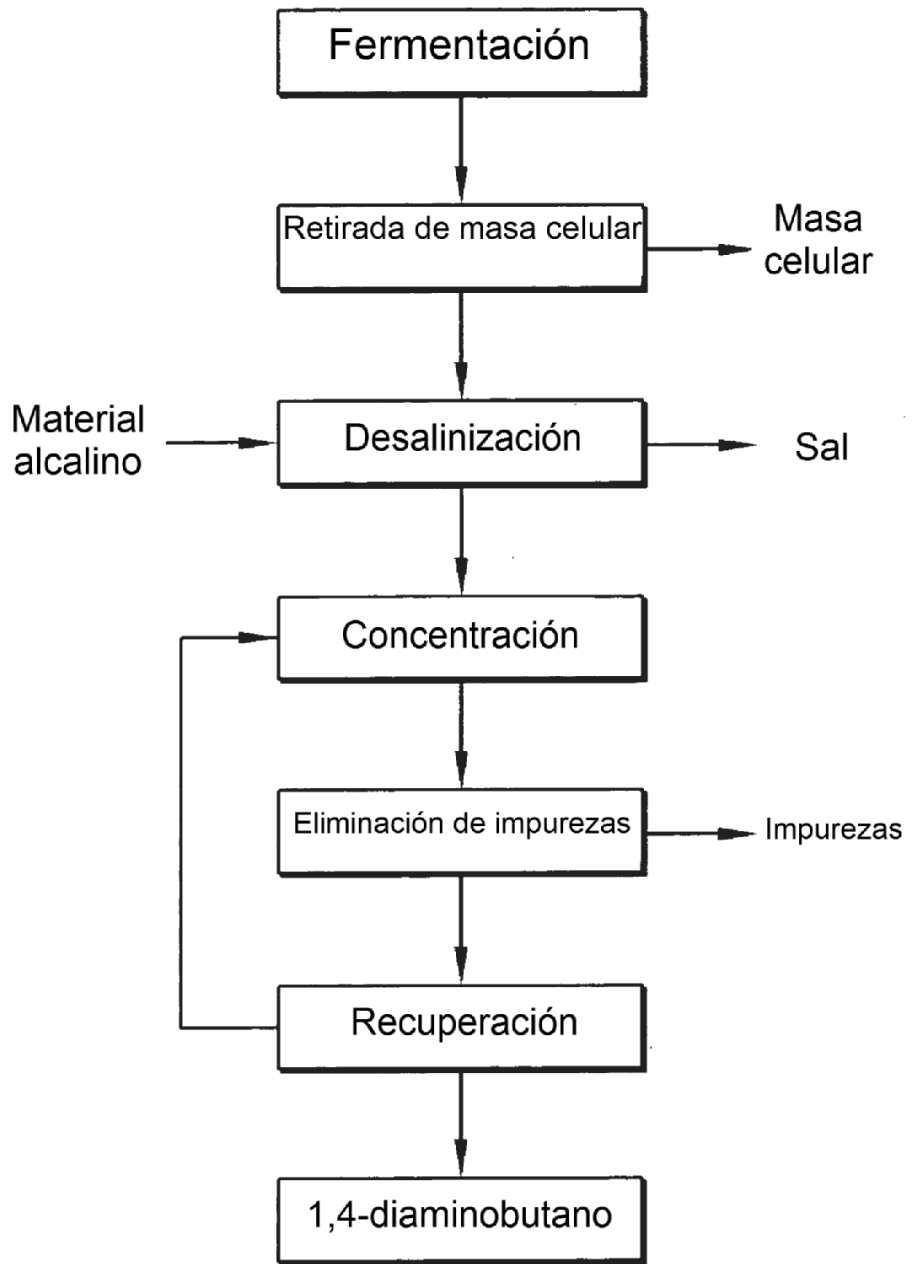 Fermentación
Retirada de masa celular
Masa
celular
Material
alcalino
Desalinización
Sal
Concentración
Eliminación de impurezas
Impurezas
Recuperación
1,4-diaminobutano